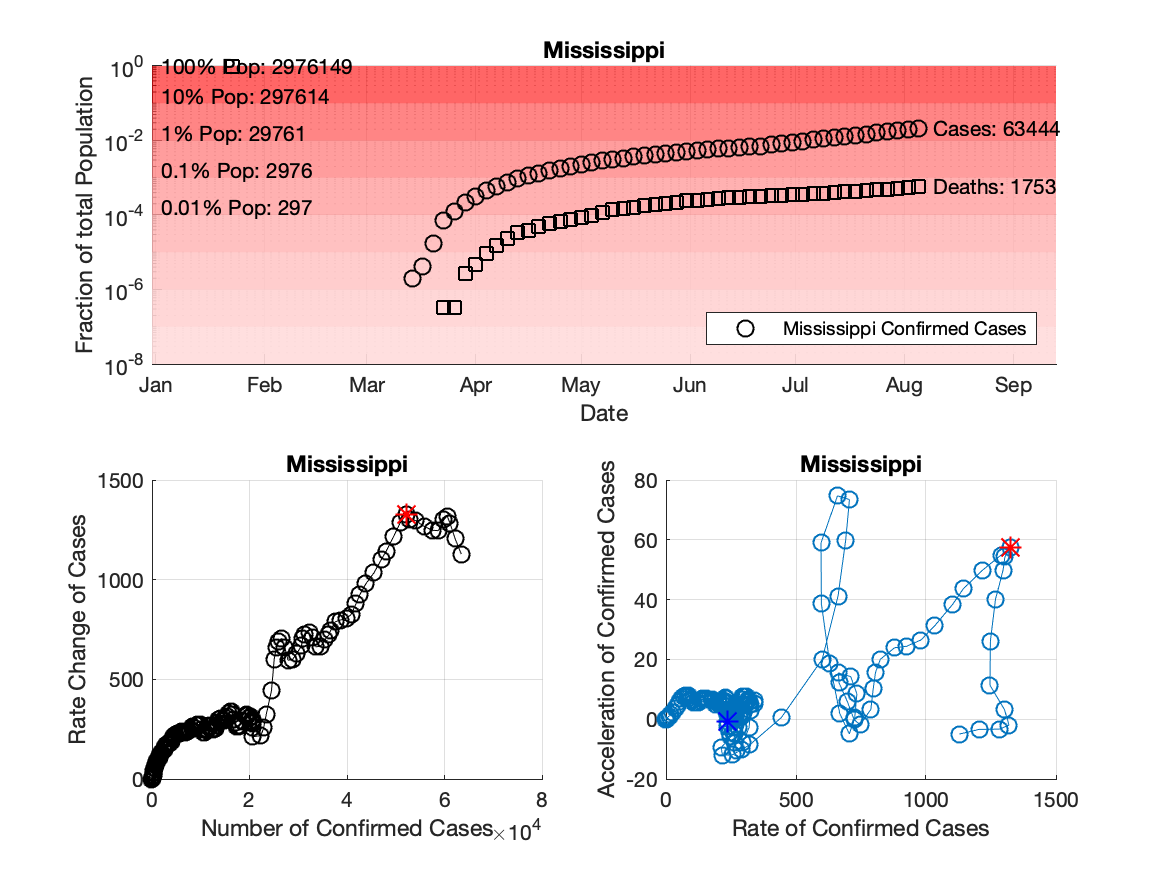 Mississippi
10^0
10^-2
10^-4
10^-6
10^-8
Fraction of total Population
100% Pop: 2976149
10% Pop: 297614
1% Pop: 29761
0.1% Pop: 2976
0.01% Pop: 297
Cases: 63444
Deaths: 1753
Mississippi Confirmed Cases
Jan Feb Mar Apr May Jun Jul Aug Sep
Date
Mississippi
1500
1000
500
0
Rate Change of Cases
0 2 4 6 8
Number of Confirmed Cases ×10^4
Mississippi
80
60
40
20
0
-20
Acceleration of Confirmed Cases
0 500 1000 1500
Rate of Confirmed Cases